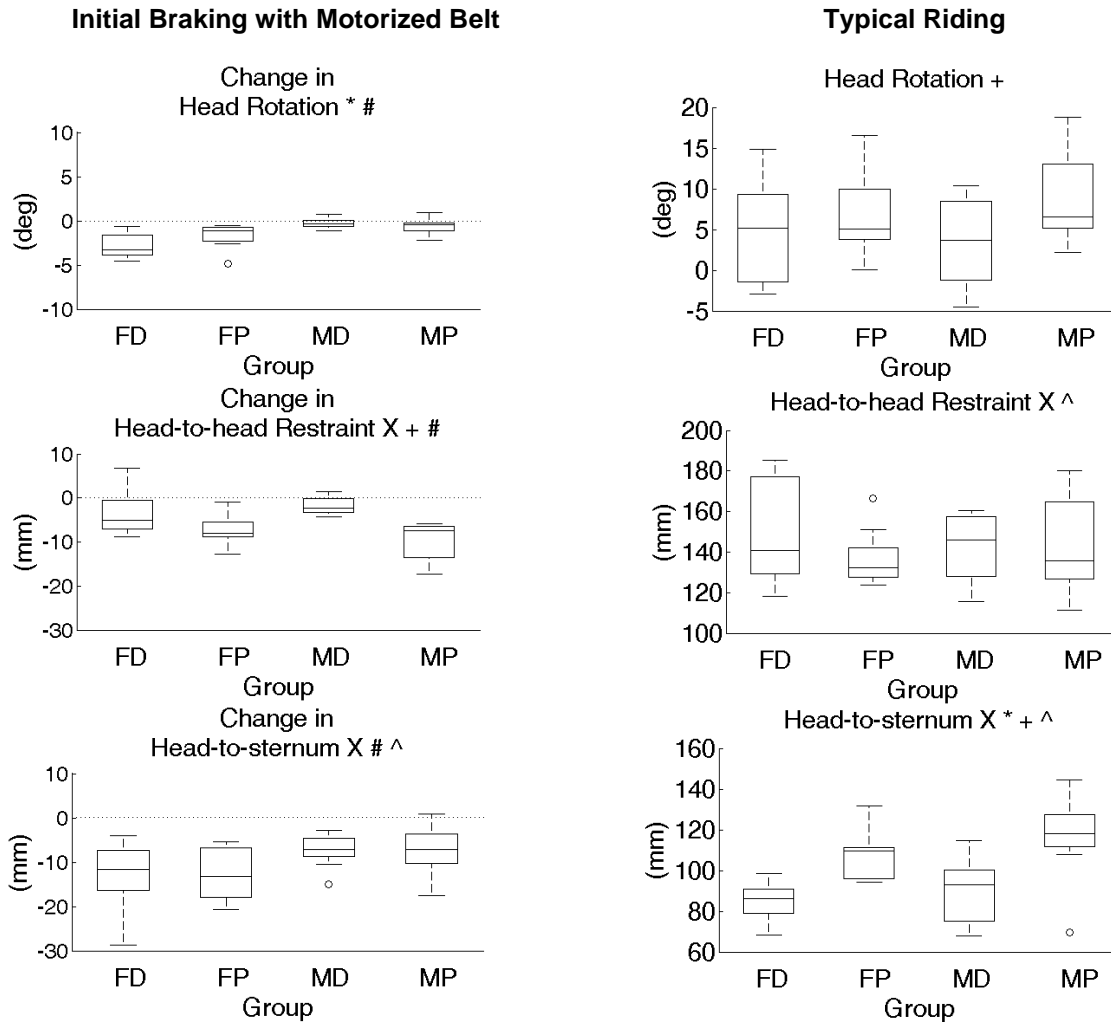 Initial Braking with Motorized Belt
Typical Riding
Change in
Head Rotation * #
10
5
0
-5
-10
(deg)
FD FP MD MP
Group
Head Rotation +
20
15
10
5
0
-5
(deg)
FD FP MD MP
Group
Change in
Head-to-head Restraint X + #
10
0
-10
-20
-30
(mm)
FD FP MD MP
Group
Head-to-head Restraint X ^
200
180
160
140
120
100
(mm)
FD FP MD MP
Group
Change in
Head-to-sternum X # ^
10
0
-10
-20
-30
(mm)
FD FP MD MP
Group
Head-to-sternum X * + ^
160
140
120
100
80
60
(mm)
FD FP MD MP
Group